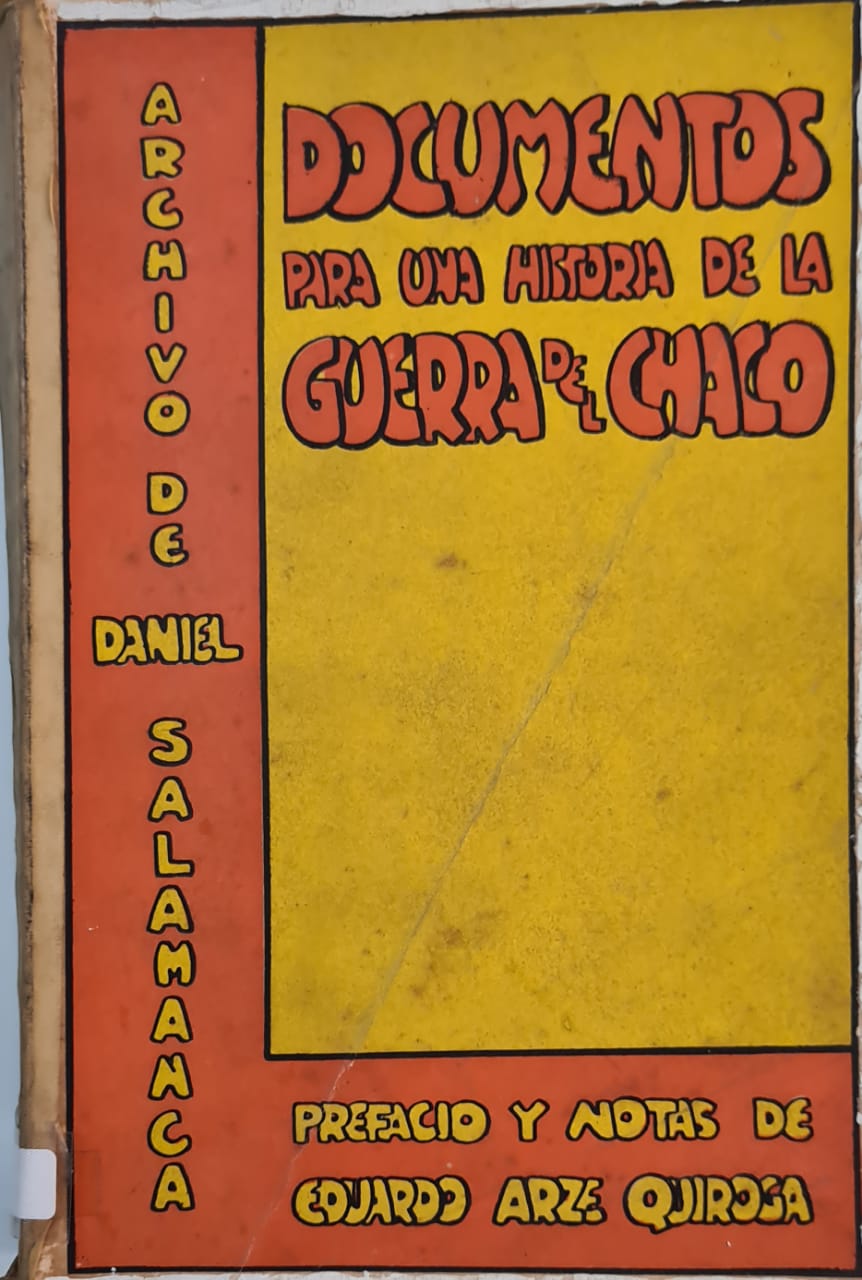 ARCHIVO DE DANIEL SALAMANCA
DOCUMENTOS
PARA UNA HISTORIA DE LA
GUERRA DEL CHACO
PREFACIO Y NOTAS DE
EDUARDO ARZE QUIROGA